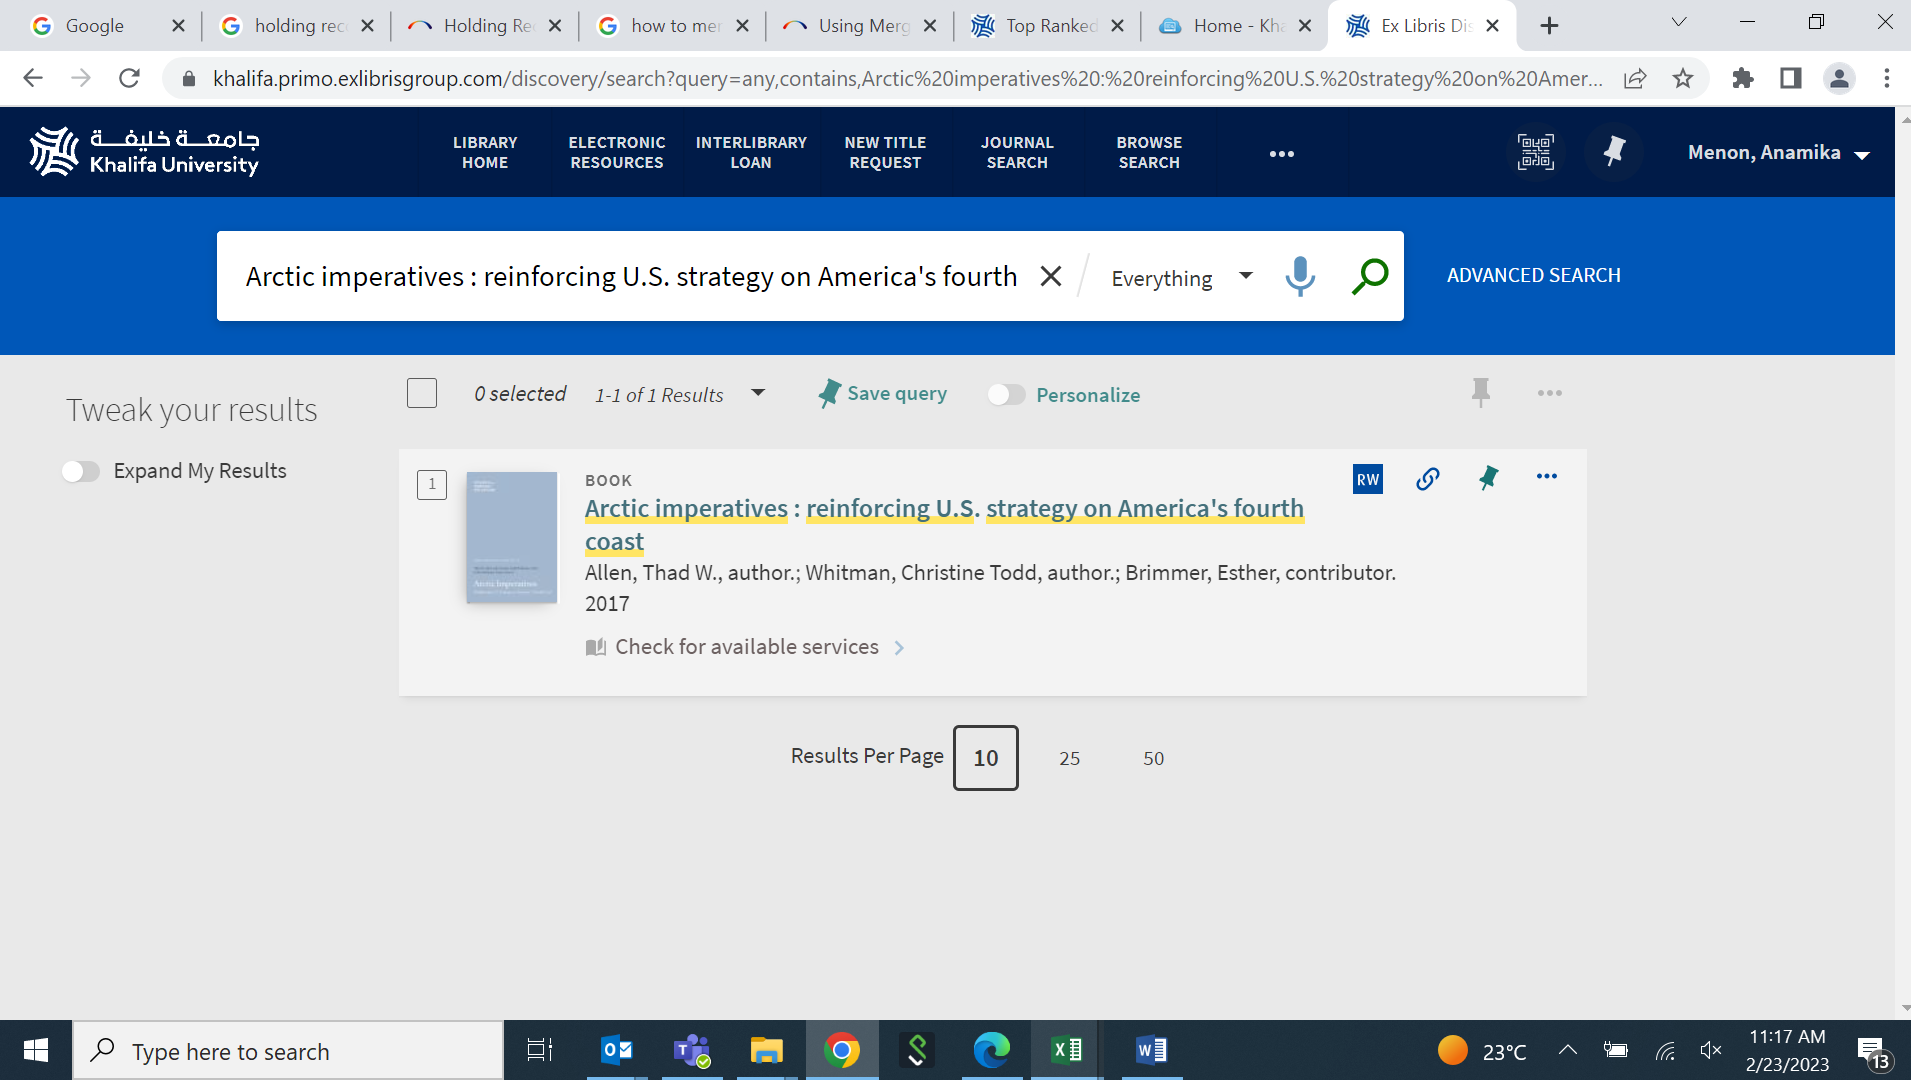 Google
holding rec
Holding Re
how to mer
Using Merg
Top Ranked
Home - Kha
Ex Libris Dis
khalifa.primo.exlibrisgroup.com/discovery/search?query=any,contains,Arctic%20imperatives%20:%20reinforcing%20U.S.%20strategy%20on%20Amer...
جامعة خليفة
Khalifa University
LIBRARY HOME
ELECTRONIC RESOURCES
INTERLIBRARY LOAN
NEW TITLE REQUEST
JOURNAL SEARCH
BROWSE SEARCH
Menon, Anamika
Arctic imperatives : reinforcing U.S. strategy on America's fourth
Everything
ADVANCED SEARCH
Tweak your results
Expand My Results
0 selected
1-1 of 1 Results
Save query
Personalize
1
BOOK
RW
Arctic imperatives : reinforcing U.S. strategy on America's fourth
coast
Allen, Thad W., author.; Whitman, Christine Todd, author.; Brimmer, Esther, contributor.
2017
Check for available services
Arctic Imperatives
Results Per Page 10 25 50
Type here to search
23°C
11:17 AM
2/23/2023
13